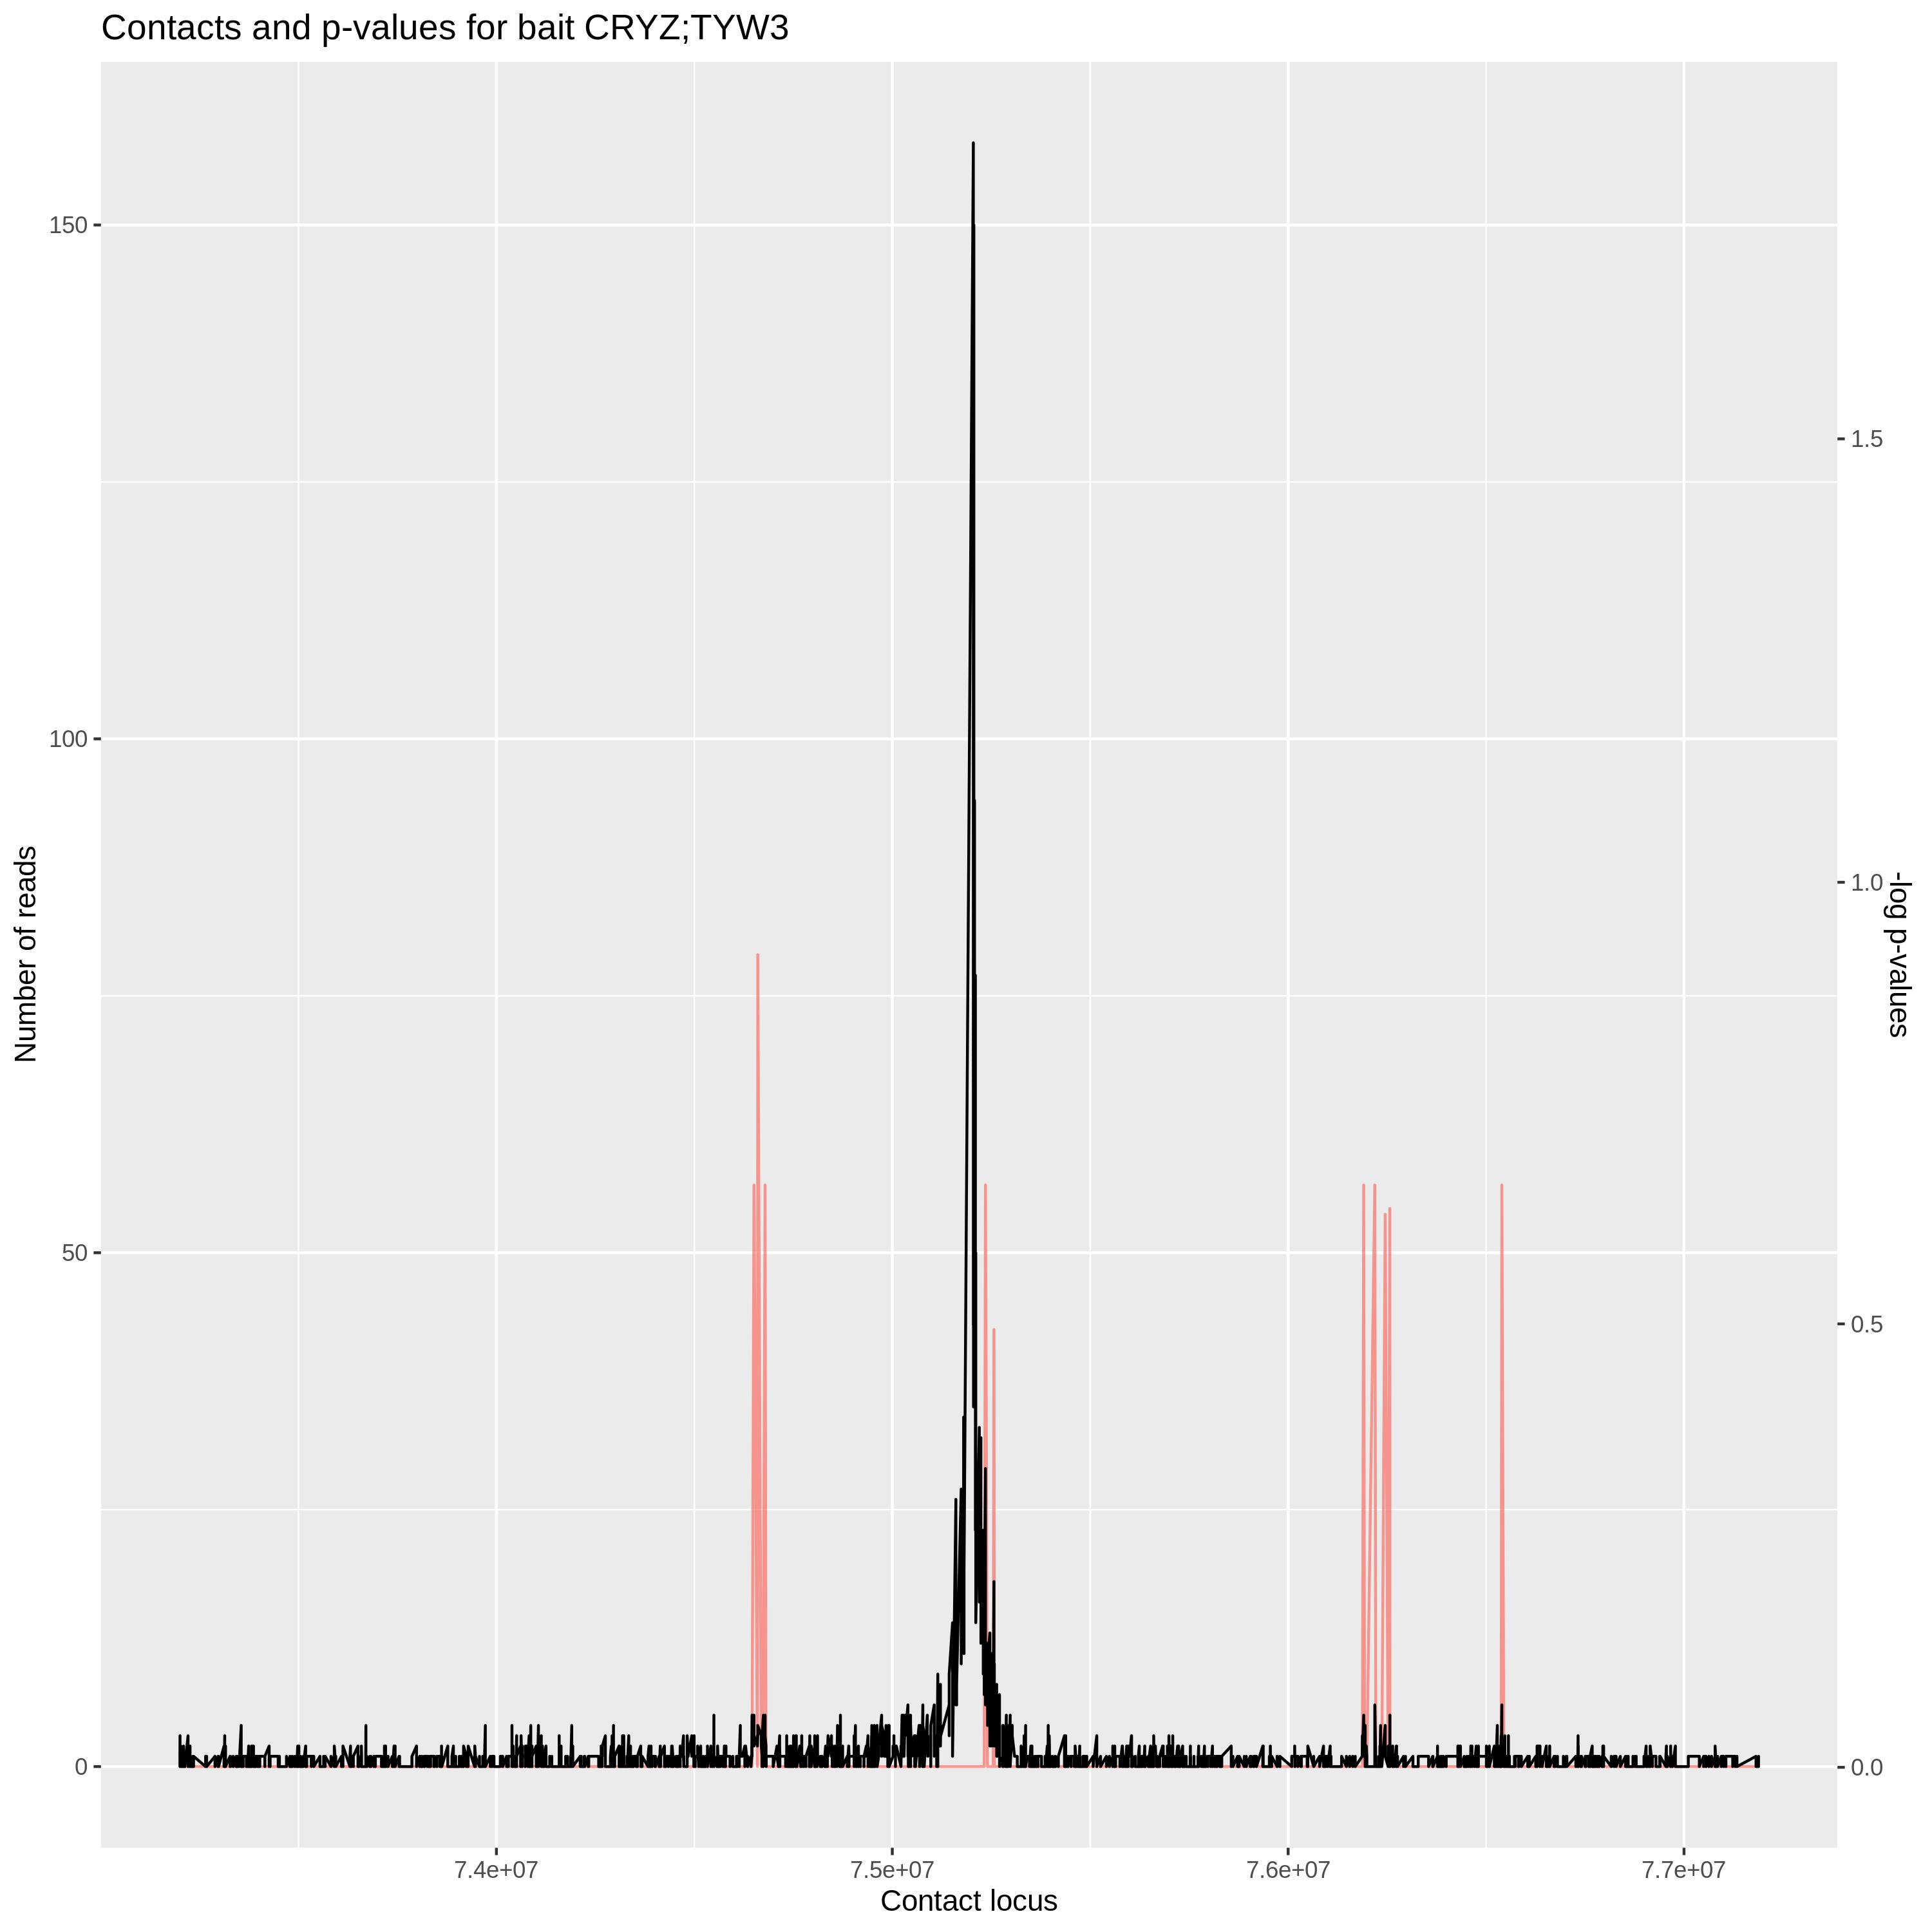 Contacts and p-values for bait CRYZ;TYW3
Number of reads
150
100
50
0
1.5
1.0
0.5
0.0
-log p-values
7.4e+07
7.5e+07
7.6e+07
7.7e+07
Contact locus